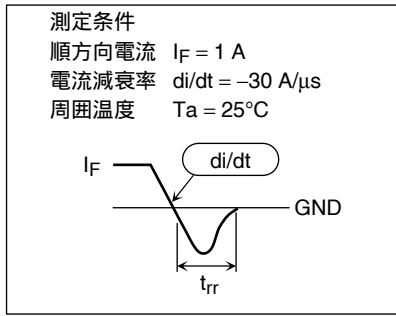 測定条件
順方向電流 IF = 1 A
電流減衰率 di/dt = –30 A/μs
周囲温度 Ta = 25°C
IF
di/dt
GND
trr